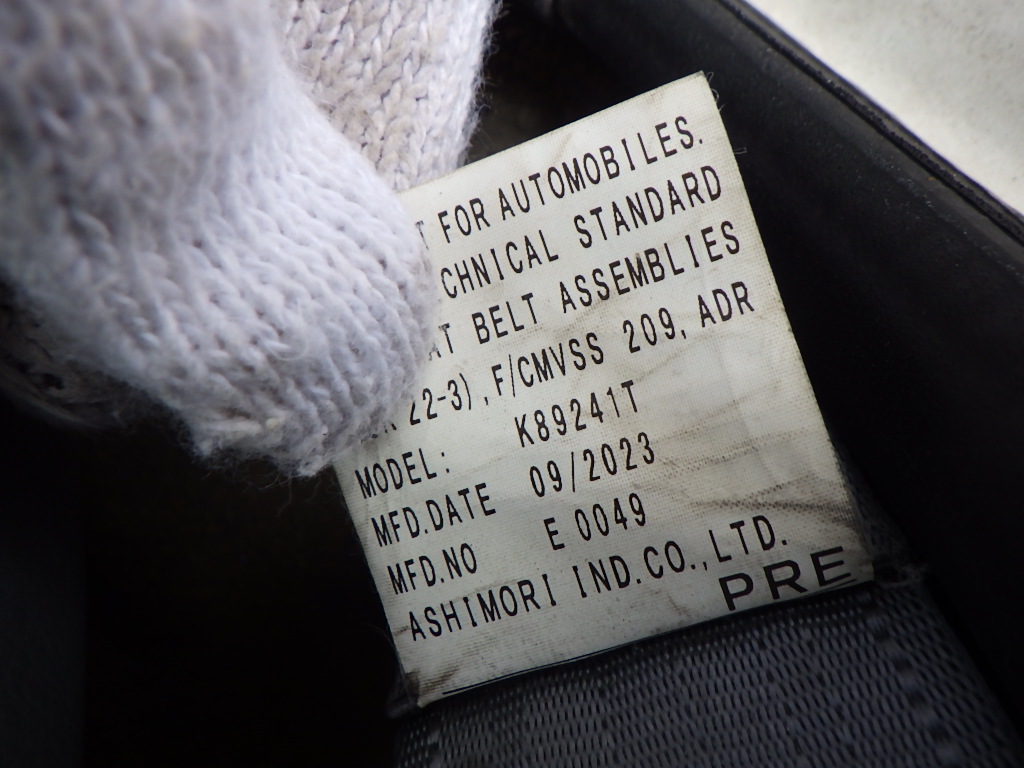 FOR AUTOMOBILES.
CHNICAL STANDARD
BELT ASSEMBLIES
22-3), F/CMVSS 209, ADR
MODEL: K89241T
MFD.DATE 09/2023
MFD.NO E 0049
ASHIMORI IND.CO.,LTD.
PRE